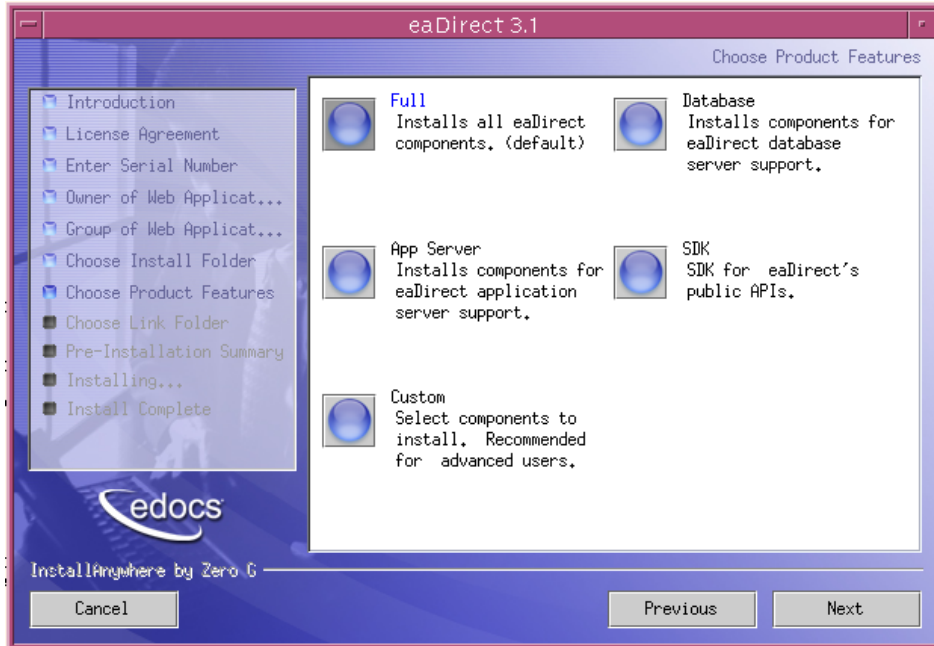 eaDirect 3.1
Choose Product Features
Introduction
License Agreement
Enter Serial Number
Owner of Web Applicat...
Group of Web Applicat...
Choose Install Folder
Choose Product Features
Choose Link Folder
Pre-Installation Summary
Installing...
Install Complete
Full
Installs all eaDirect
components. (default)
Database
Installs components for
eaDirect database
server support.
App Server
Installs components for
eaDirect application
server support.
SDK
SDK for eaDirect's
public APIs.
Custom
Select components to
install. Recommended
for advanced users.
edocs
InstallAnywhere by Zero G
Cancel
Previous
Next